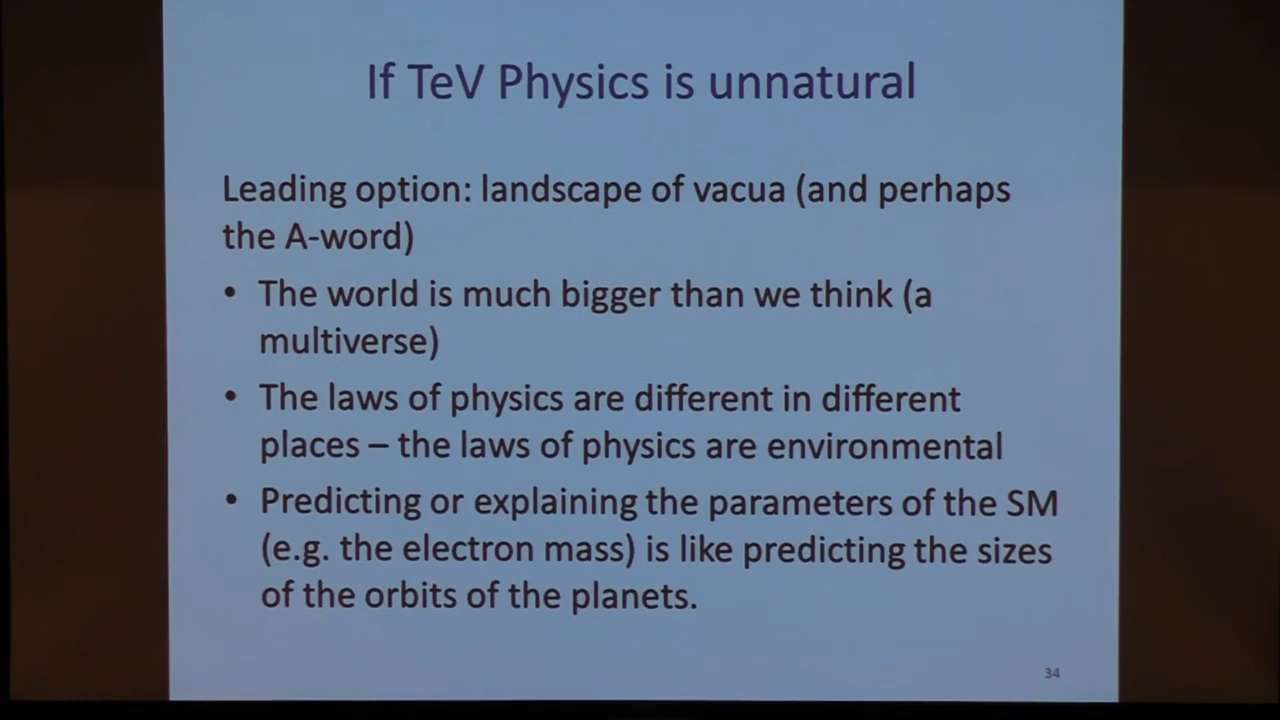 If TeV Physics is unnatural
Leading option: landscape of vacua (and perhaps
the A-word)
• The world is much bigger than we think (a
multiverse)
• The laws of physics are different in different
places – the laws of physics are environmental
• Predicting or explaining the parameters of the SM
(e.g. the electron mass) is like predicting the sizes
of the orbits of the planets.
34